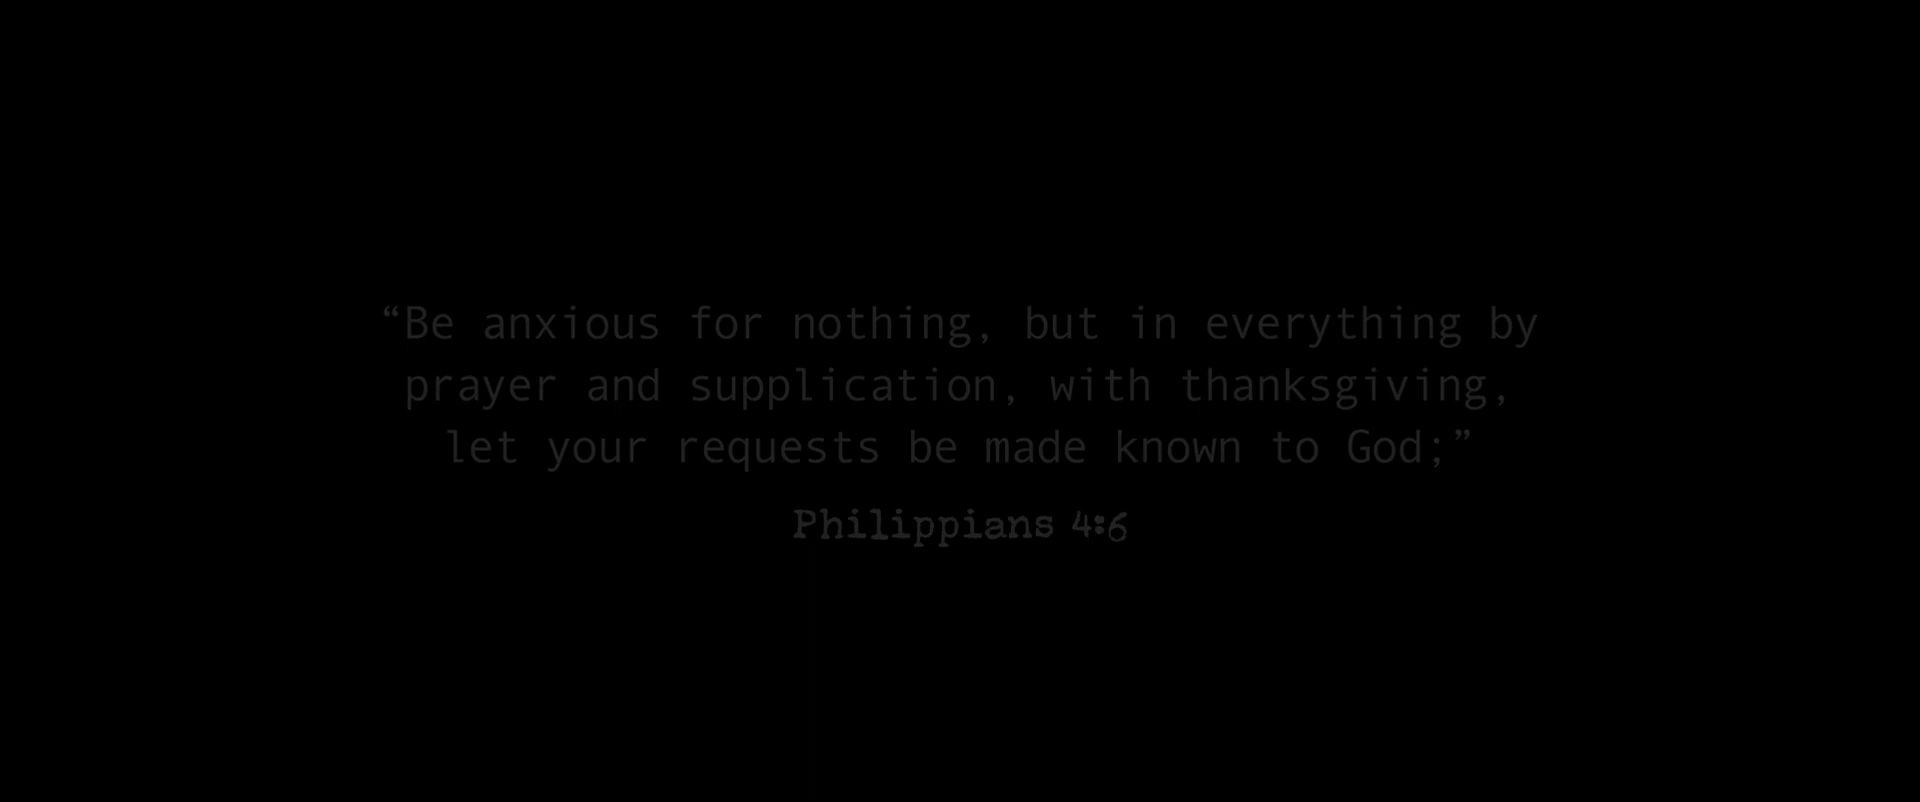 “Be anxious for nothing, but in everything by
prayer and supplication, with thanksgiving,
let your requests be made known to God;”
Philippians 4:6